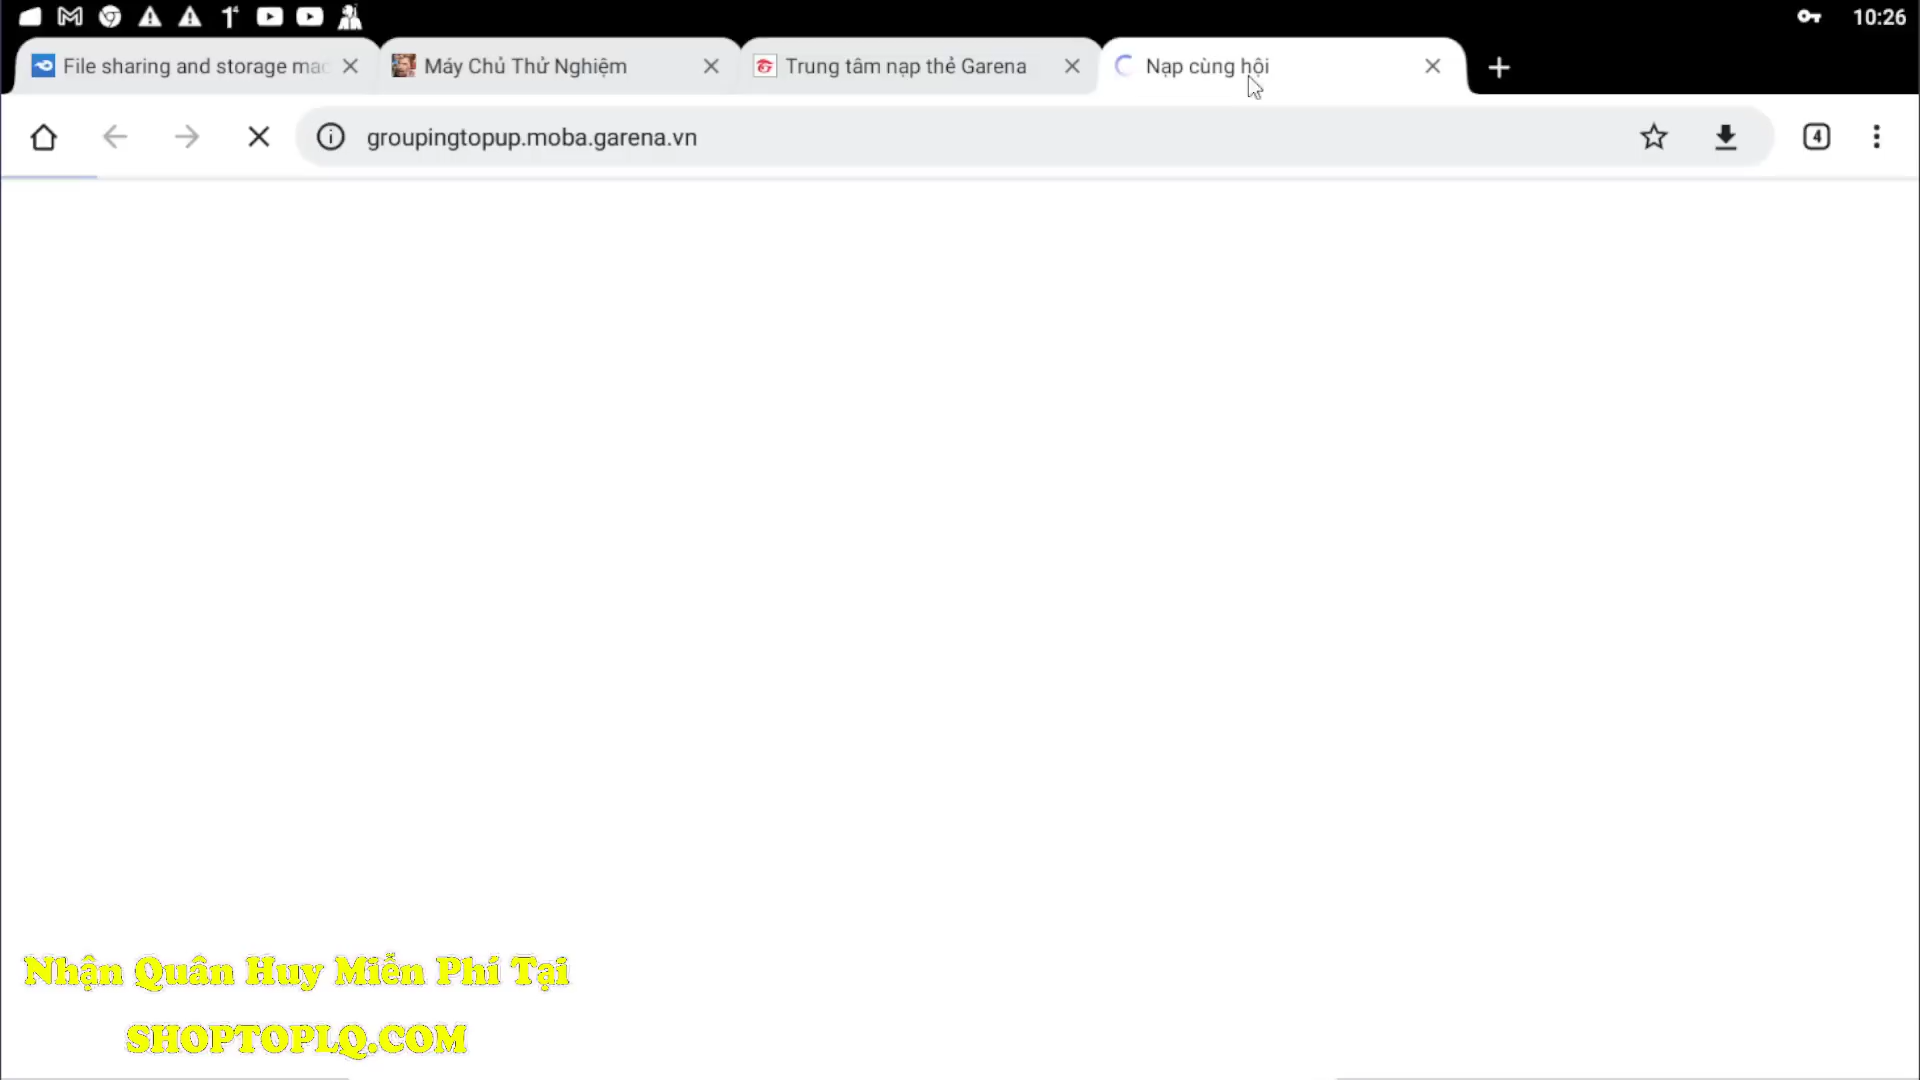 10:26
File sharing and storage mad
Máy Chủ Thử Nghiệm
Trung tâm nạp thẻ Garena
Nạp cùng hội
groupingtopup.moba.garena.vn
4
Nhận Quân Huy Miễn Phí Tại
SHOPTOPLQ.COM